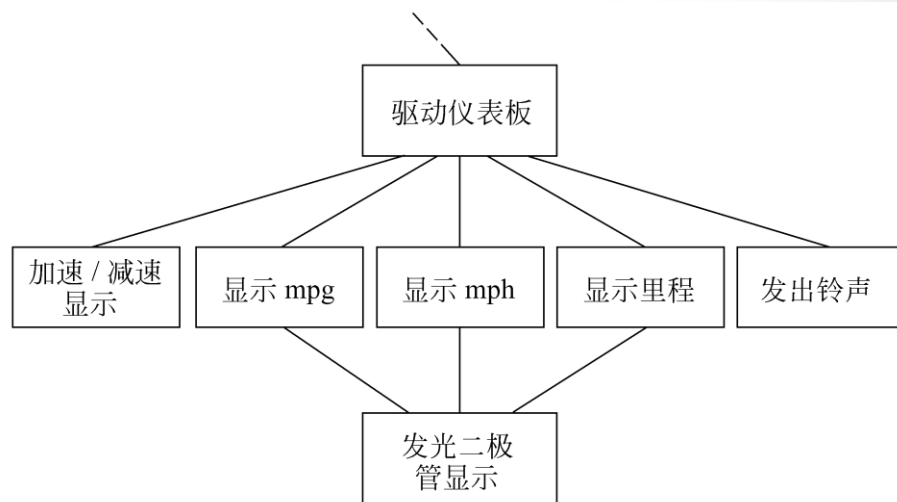 驱动仪表板
加速 / 减速
显示
显示 mpg
显示 mph
显示里程
发出铃声
发光二极
管显示